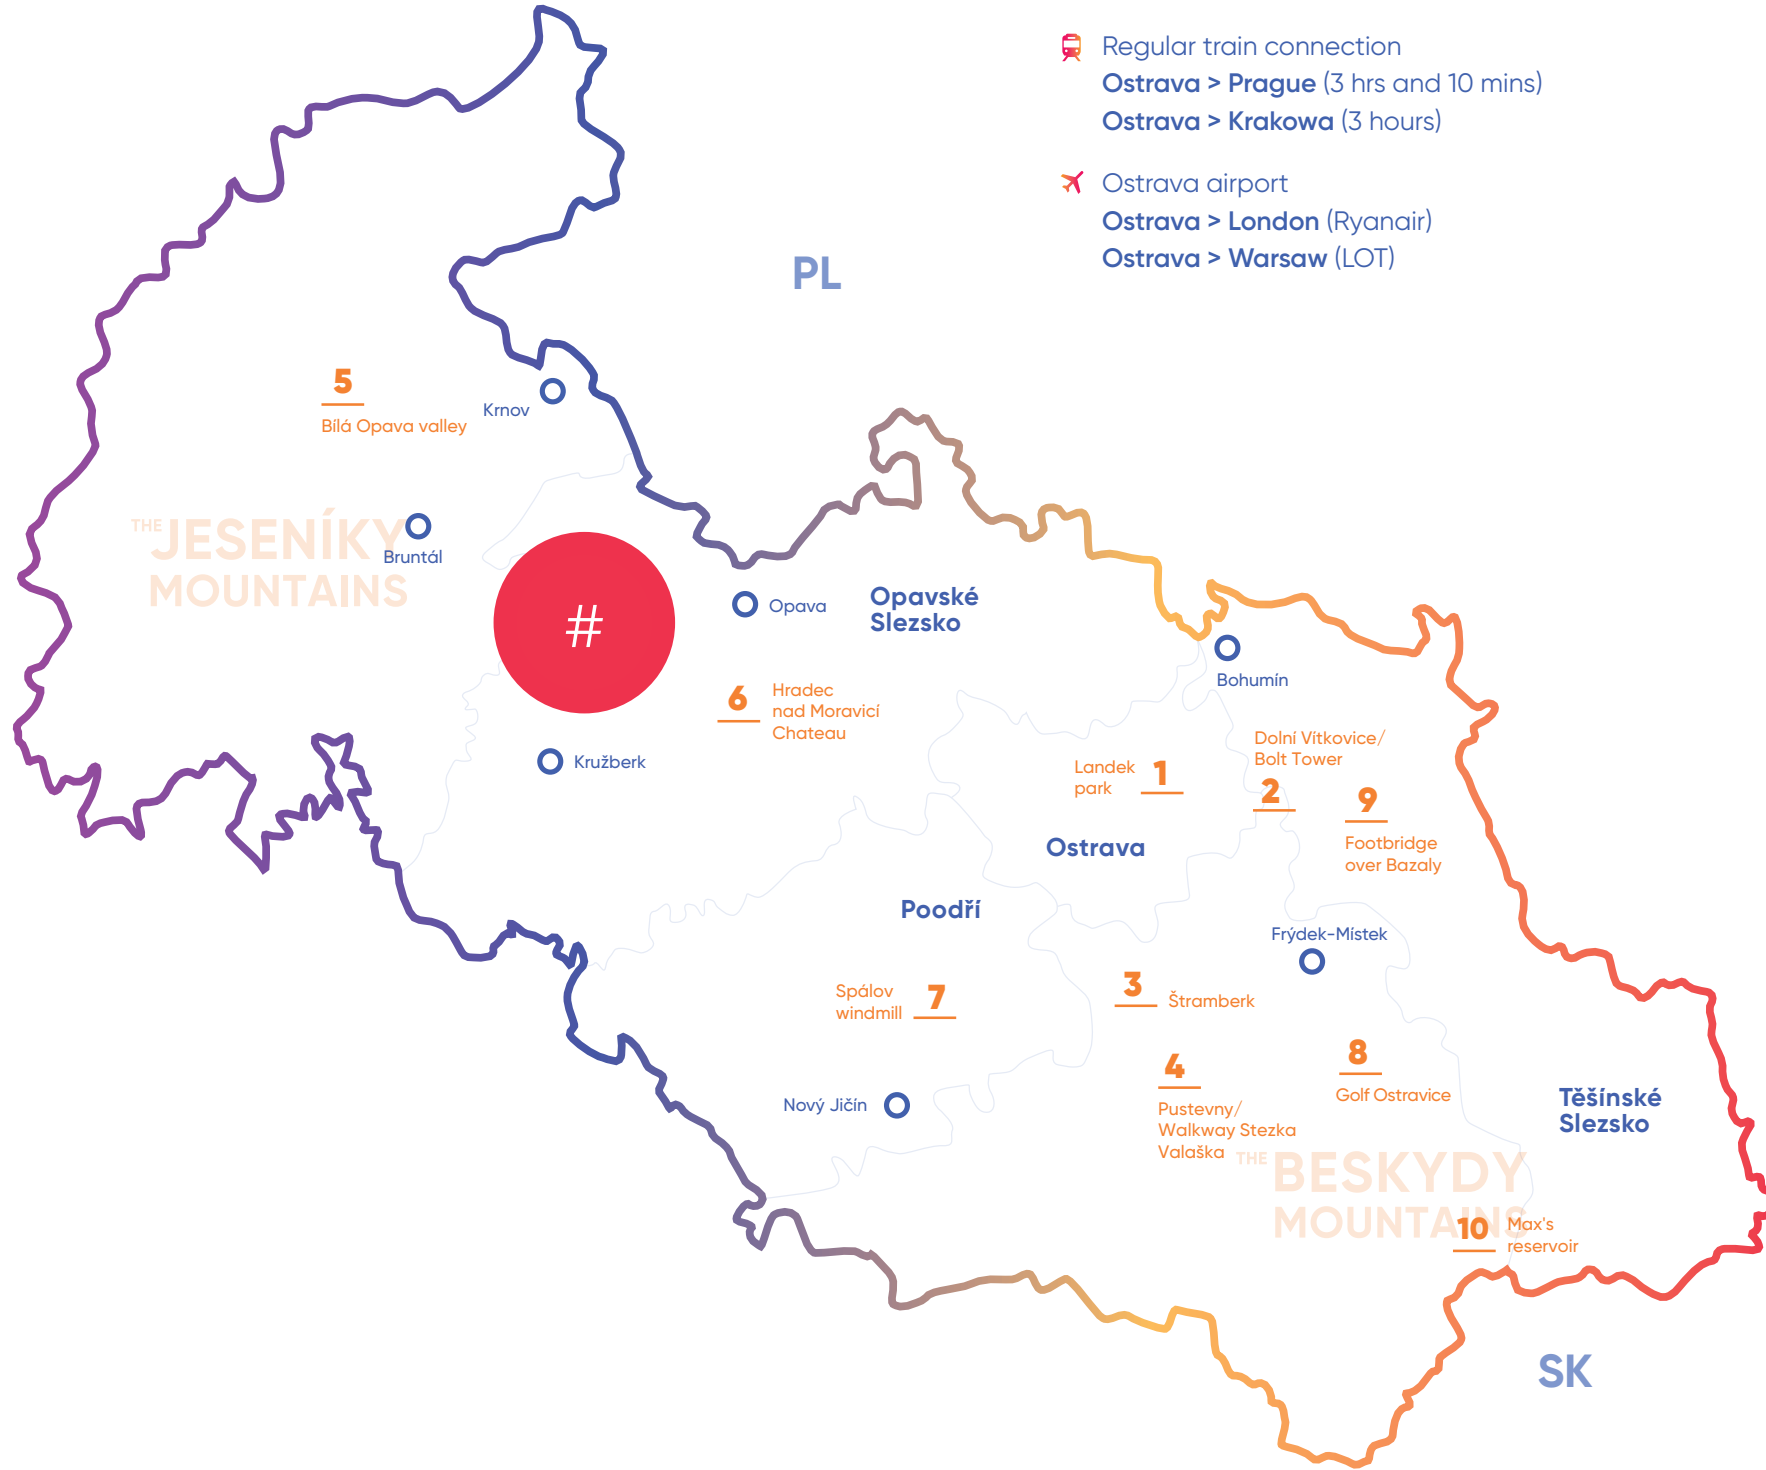 Regular train connection
Ostrava > Prague (3 hrs and 10 mins)
Ostrava > Krakowa (3 hours)
Ostrava airport
Ostrava > London (Ryanair)
Ostrava > Warsaw (LOT)
PL
5
Bílá Opava valley
Krnov
THE JESENÍKY
MOUNTAINS
Bruntál
#
Opava
Opavské
Slezsko
Bohumín
6
Hradec
nad Moravicí
Chateau
Kružberk
Landek
park
1
Dolní Vítkovice/
Bolt Tower
2
9
Footbridge
over Bazaly
Ostrava
Poodří
Frýdek-Místek
Spálov
windmill
7
3
Štramberk
4
Pustevny/
Walkway Stezka
Valaška
8
Golf Ostravice
Nový Jičín
Těšínské
Slezsko
THE BESKYDY
MOUNTAINS
10
Max's
reservoir
SK